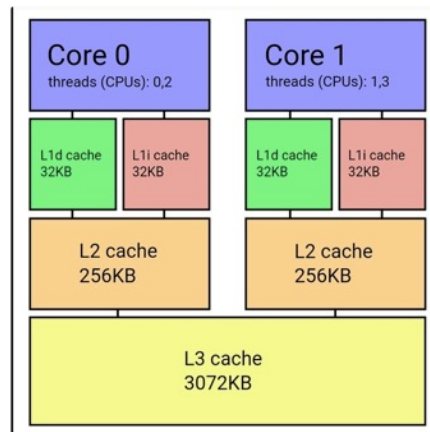 Core 0
threads (CPUs): 0,2
Core 1
threads (CPUs): 1,3
L1d cache
32KB
L1i cache
32KB
L1d cache
32KB
L1i cache
32KB
L2 cache
256KB
L2 cache
256KB
L3 cache
3072KB